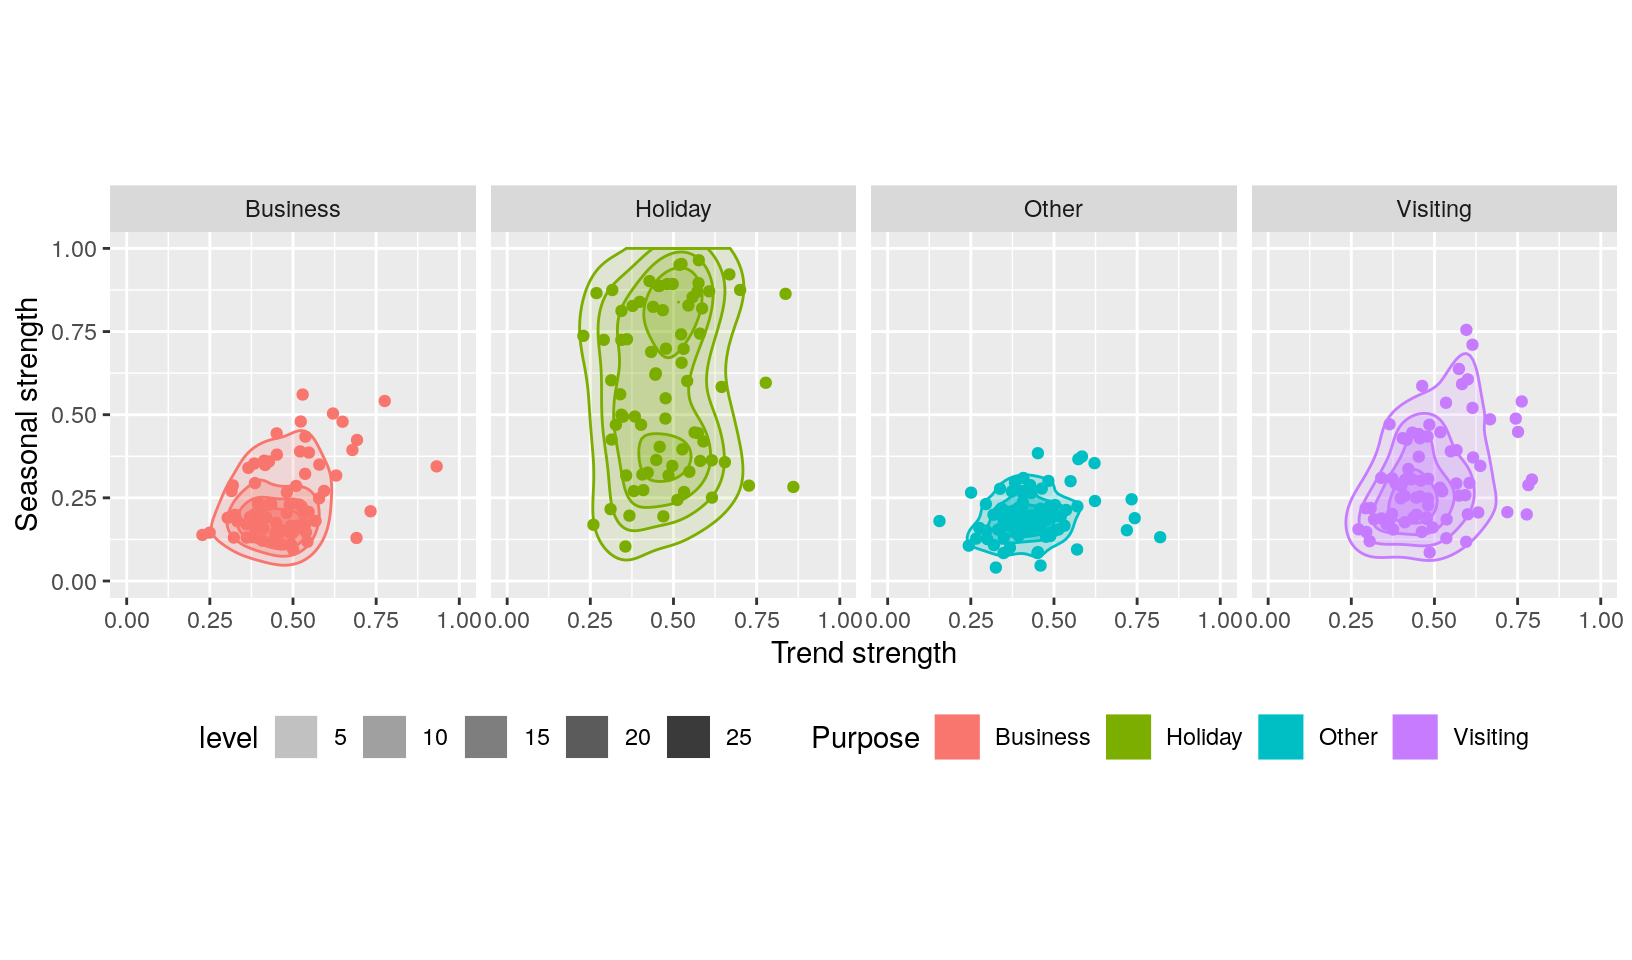 Business Holiday Other Visiting
1.00
0.75
0.50
0.25
0.00
Seasonal strength
0.00 0.25 0.50 0.75 1.00 0.00 0.25 0.50 0.75 1.00 0.00 0.25 0.50 0.75 1.00 0.00 0.25 0.50 0.75 1.00
Trend strength
level 5 10 15 20 25 Purpose Business Holiday Other Visiting